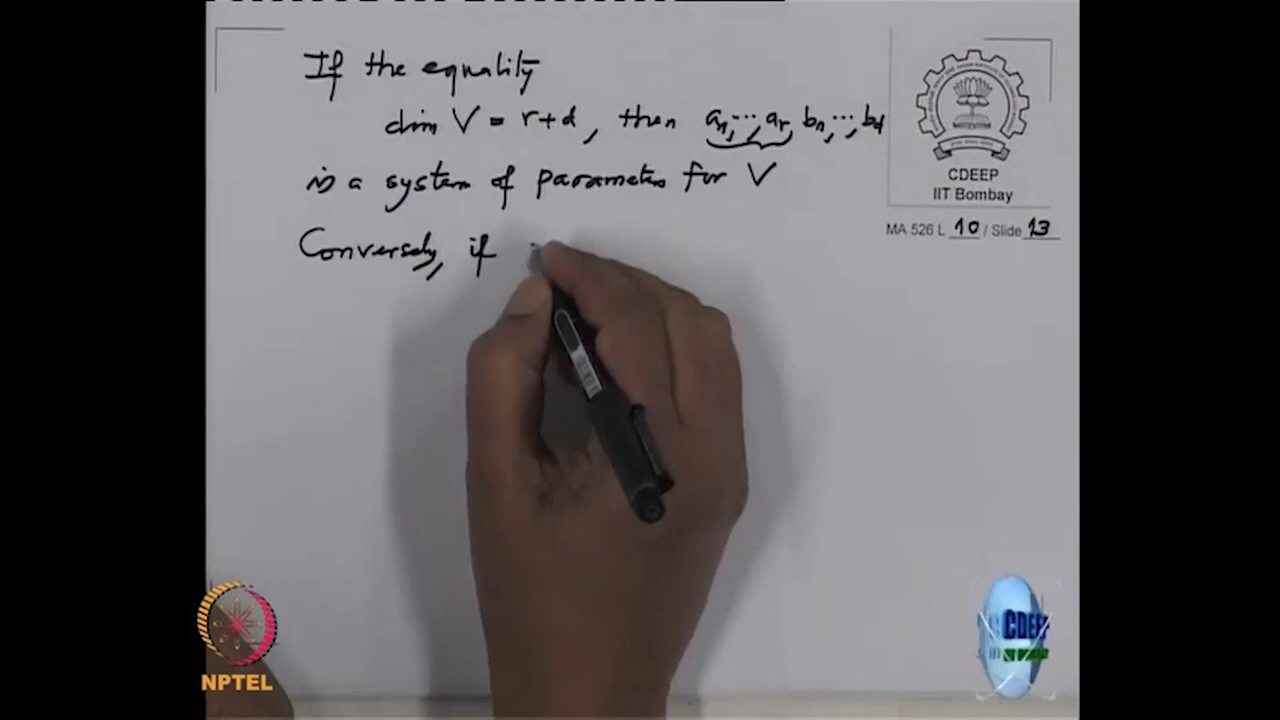 If the equality
dim V = r+d, then a₁, ..., aᵣ, b₁, ..., b_d
is a system of parameters for V
Conversely, if
CDEEP
IIT Bombay
MA 526 L 10 / Slide 13
NPTEL
CDEEP